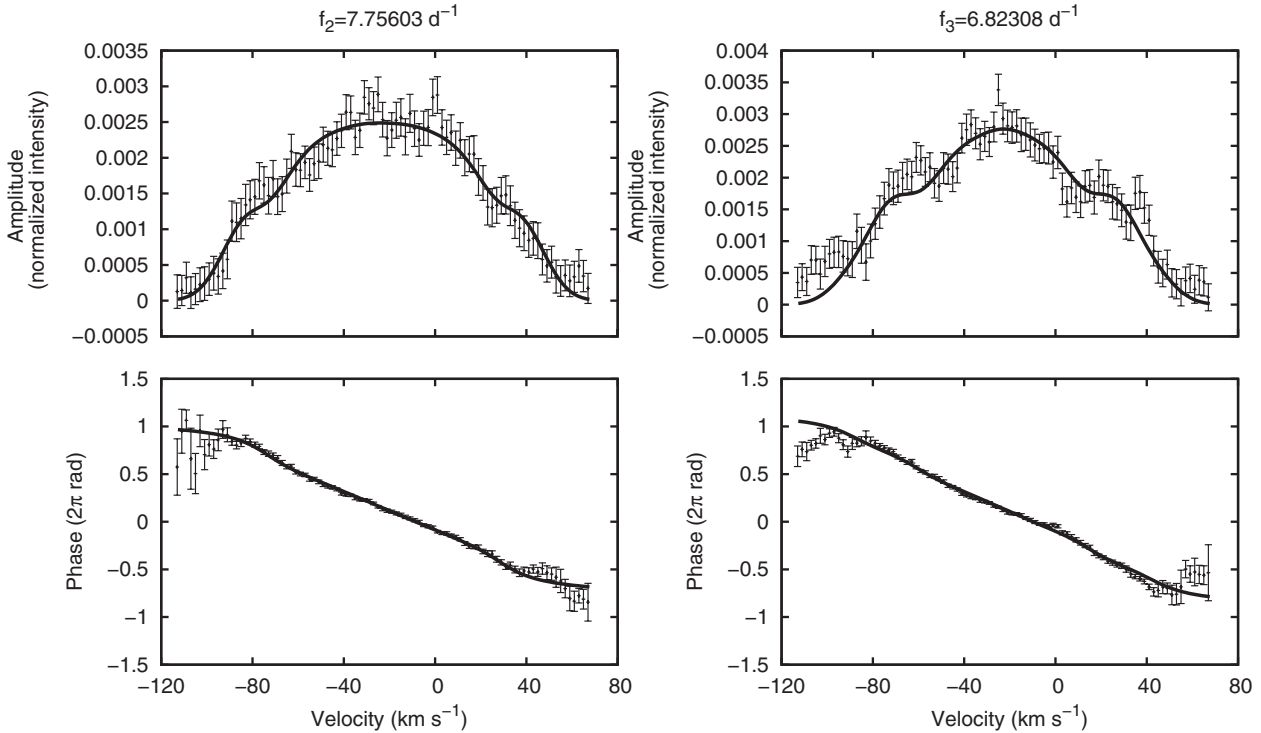 f₂=7.75603 d⁻¹
f₃=6.82308 d⁻¹
Amplitude
(normalized intensity)
0.0035
0.003
0.0025
0.002
0.0015
0.001
0.0005
0
−0.0005
Amplitude
(normalized intensity)
0.004
0.0035
0.003
0.0025
0.002
0.0015
0.001
0.0005
0
−0.0005
Phase (2π rad)
1.5
1
0.5
0
−0.5
−1
−1.5
−120 −80 −40 0 40 80
Velocity (km s⁻¹)
Phase (2π rad)
1.5
1
0.5
0
−0.5
−1
−1.5
−120 −80 −40 0 40 80
Velocity (km s⁻¹)